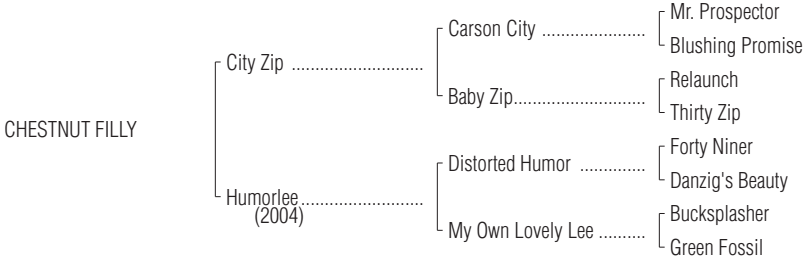 Mr. Prospector
Carson City ......................
Blushing Promise
City Zip ............................
Relaunch
Baby Zip............................
Thirty Zip
CHESTNUT FILLY
Forty Niner
Distorted Humor ..............
Danzig's Beauty
Humorlee..........................
(2004)
Bucksplasher
My Own Lovely Lee ..........
Green Fossil